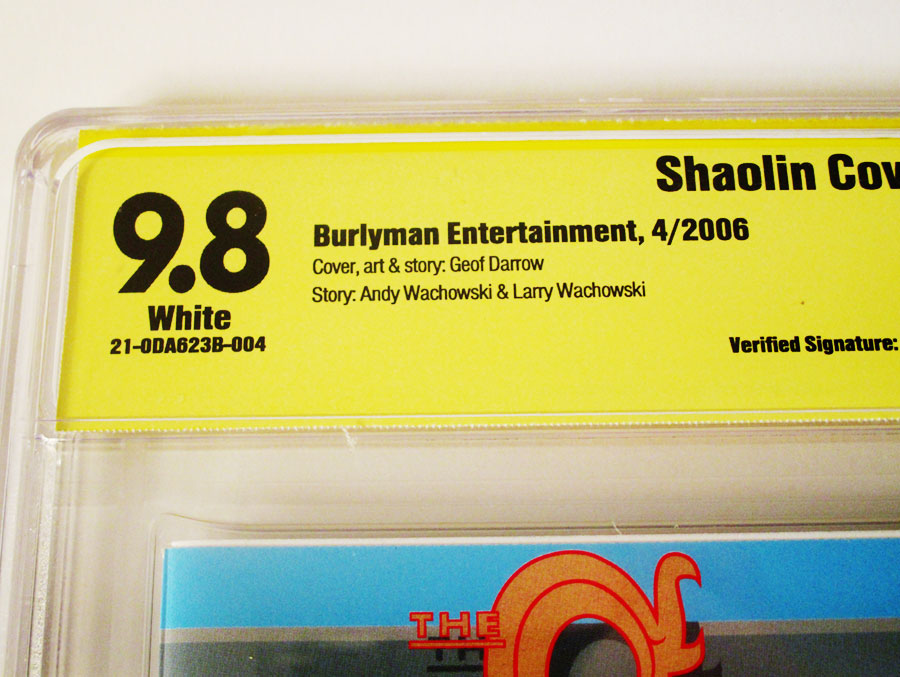 Shaolin Cov
9.8
White
21-0DA623B-004
Burlyman Entertainment, 4/2006
Cover, art & story: Geof Darrow
Story: Andy Wachowski & Larry Wachowski
Verified Signature:
THE